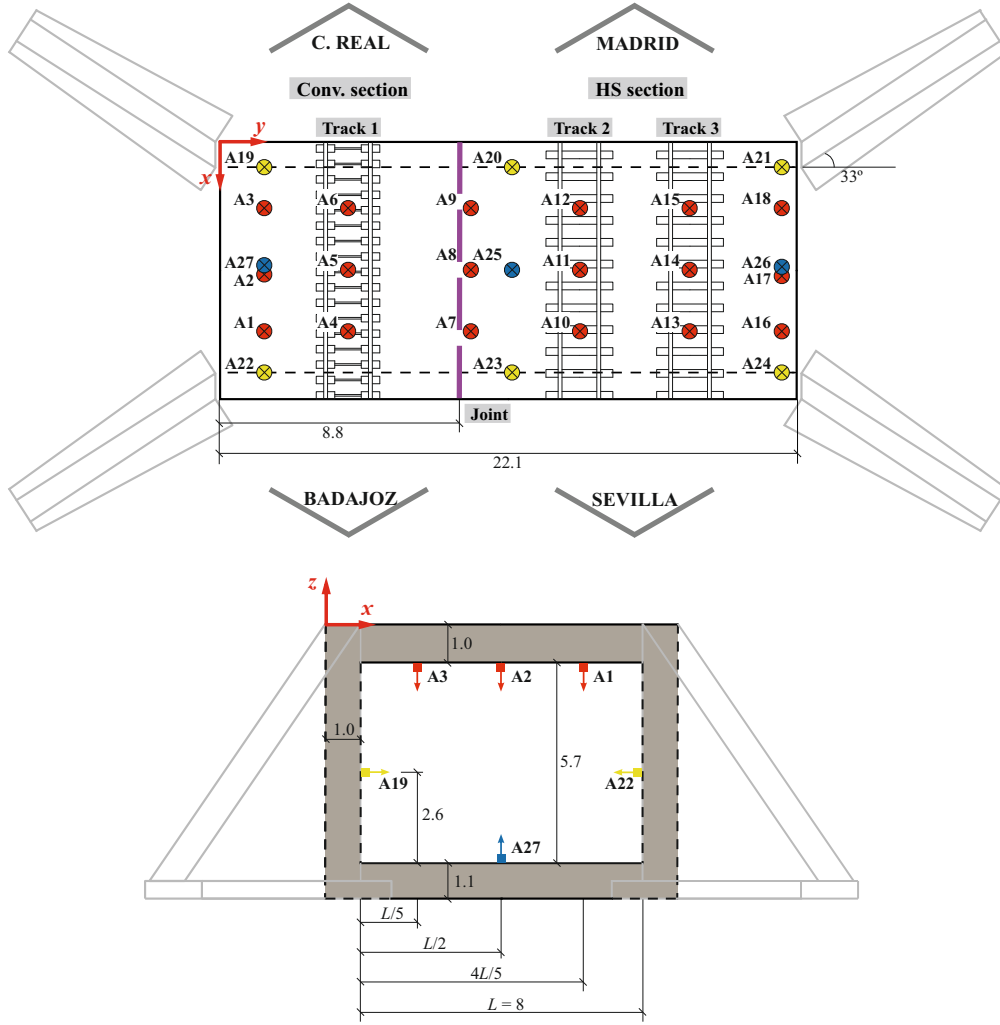 C. REAL MADRID
Conv. section HS section
Track 1 Track 2 Track 3
y
x
A19 A20 A21
33º
A3 A6 A9 A12 A15 A18
A27 A5 A8 A25 A11 A14 A26
A2 A17
A1 A4 A7 A10 A13 A16
A22 A23 A24
Joint
8.8
22.1
BADAJOZ SEVILLA
z
x
1.0
A3 A2 A1
1.0
5.7
A19 A22
2.6
A27
1.1
L/5
L/2
4L/5
L = 8